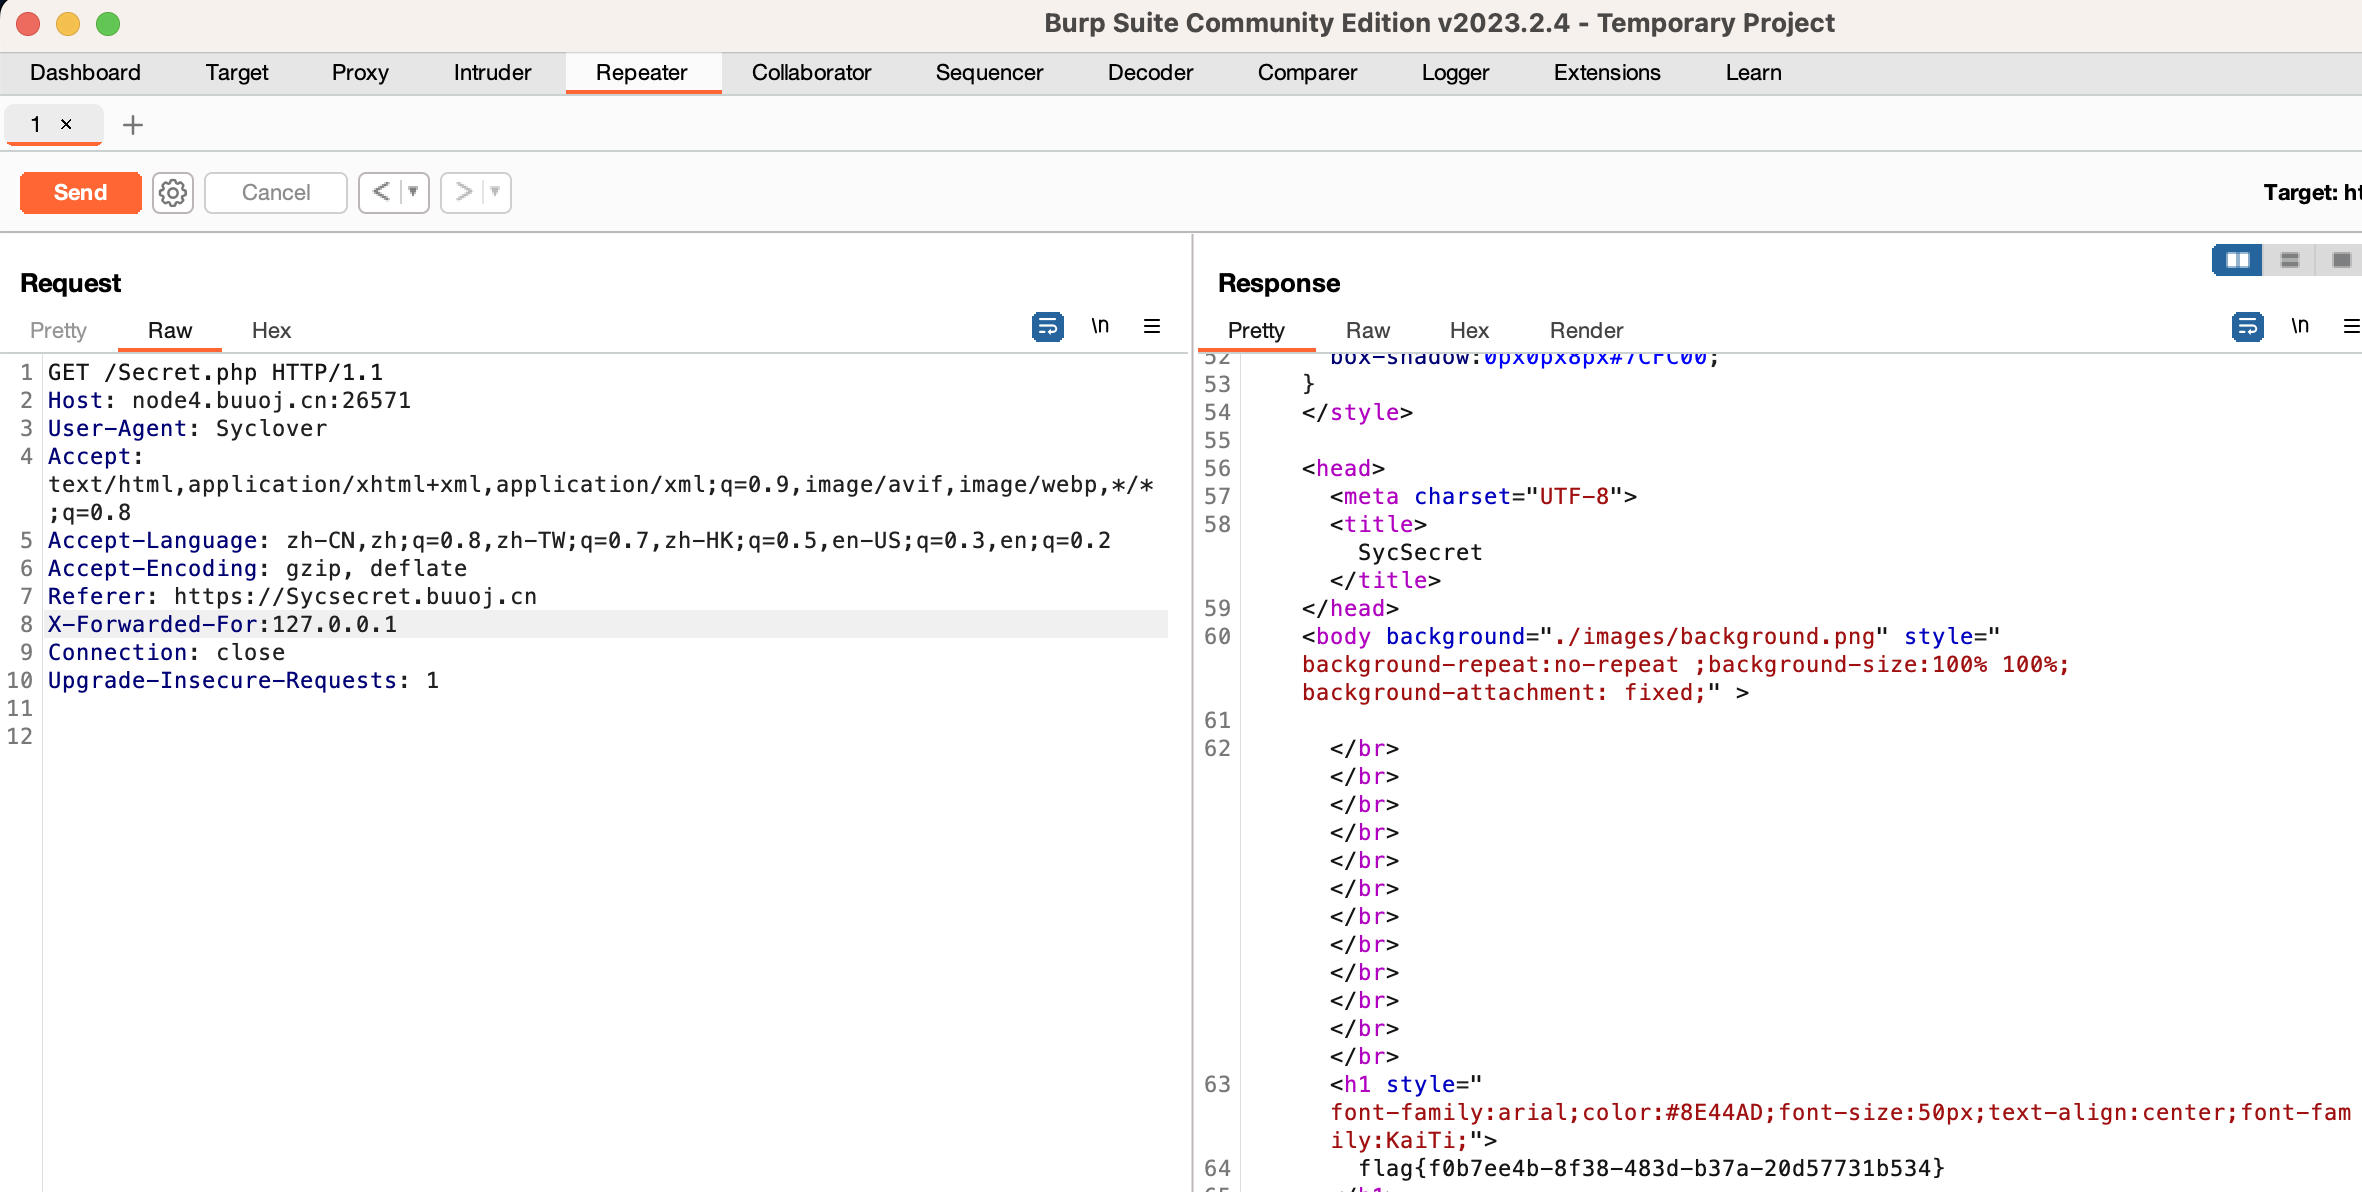 Burp Suite Community Edition v2023.2.4 - Temporary Project
Dashboard Target Proxy Intruder Repeater Collaborator Sequencer Decoder Comparer Logger Extensions Learn
1 × +
Send Cancel < > Target: ht
Request
Pretty Raw Hex \n
1 GET /Secret.php HTTP/1.1
2 Host: node4.buuoj.cn:26571
3 User-Agent: Syclover
4 Accept:
text/html,application/xhtml+xml,application/xml;q=0.9,image/avif,image/webp,*/*
;q=0.8
5 Accept-Language: zh-CN,zh;q=0.8,zh-TW;q=0.7,zh-HK;q=0.5,en-US;q=0.3,en;q=0.2
6 Accept-Encoding: gzip, deflate
7 Referer: https://Sycsecret.buuoj.cn
8 X-Forwarded-For:127.0.0.1
9 Connection: close
10 Upgrade-Insecure-Requests: 1
11
12
Response
Pretty Raw Hex Render \n
52 box-shadow:0px0px8px#7CFC00;
53 }
54 </style>
55
56 <head>
57 <meta charset="UTF-8">
58 <title>
SycSecret
</title>
59 </head>
60 <body background="./images/background.png" style="
background-repeat:no-repeat ;background-size:100% 100%;
background-attachment: fixed;" >
61
62 </br>
</br>
</br>
</br>
</br>
</br>
</br>
</br>
</br>
</br>
</br>
</br>
63 <h1 style="
font-family:arial;color:#8E44AD;font-size:50px;text-align:center;font-fam
ily:KaiTi;">
64 flag{f0b7ee4b-8f38-483d-b37a-20d57731b534}
65 </h1>